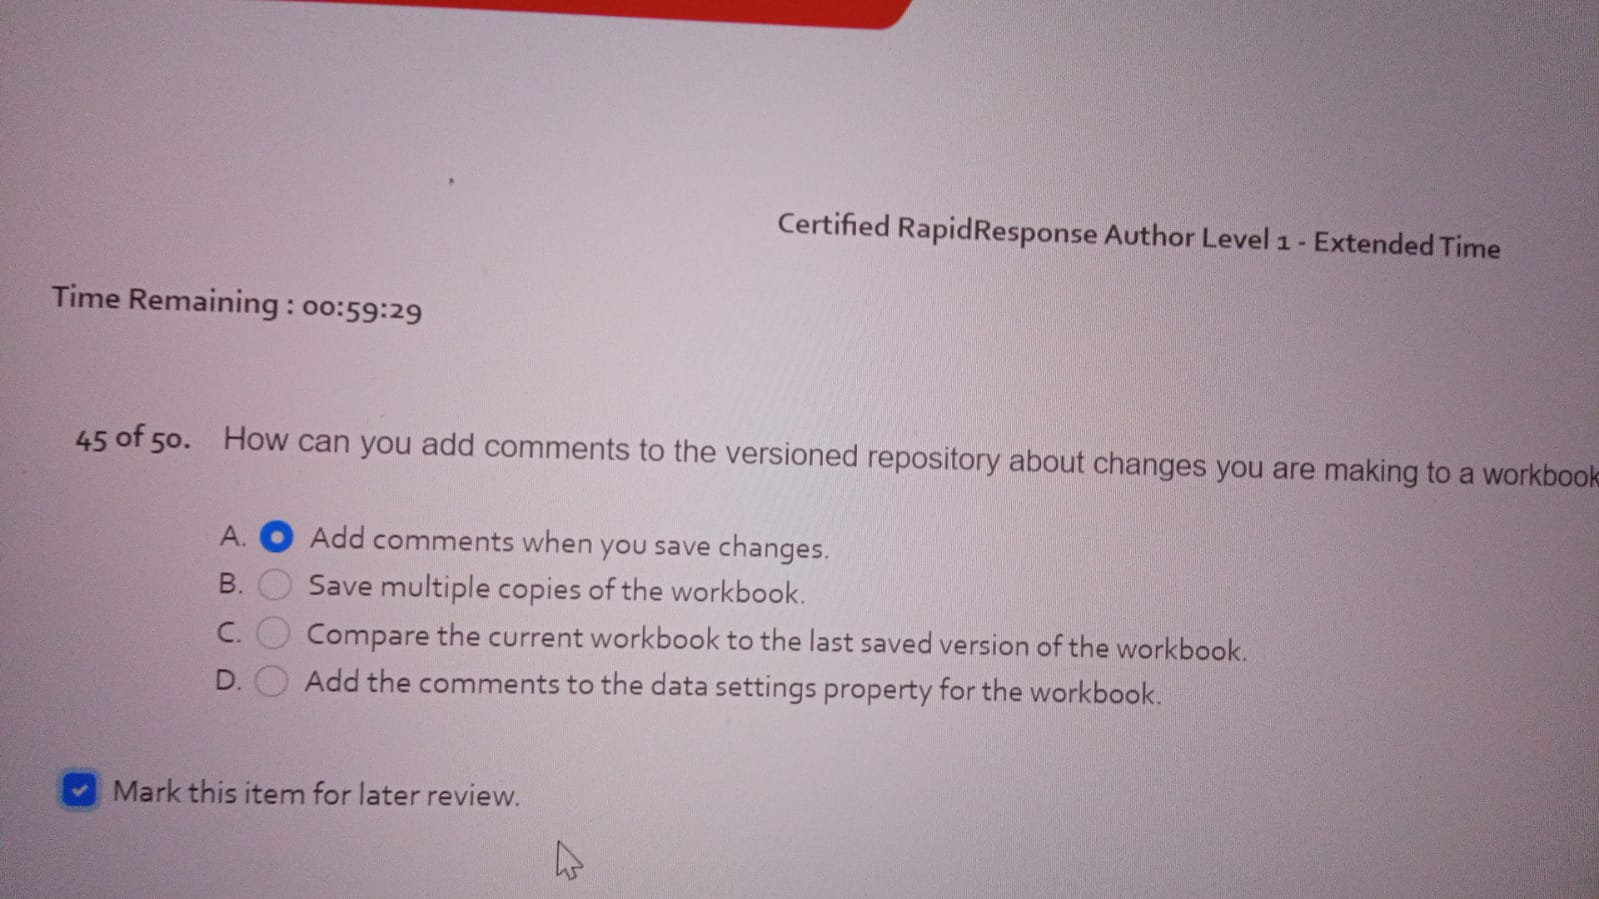 Certified RapidResponse Author Level 1 - Extended Time
Time Remaining : 00:59:29
45 of 50. How can you add comments to the versioned repository about changes you are making to a workbook
A. Add comments when you save changes.
B. Save multiple copies of the workbook.
C. Compare the current workbook to the last saved version of the workbook.
D. Add the comments to the data settings property for the workbook.
Mark this item for later review.